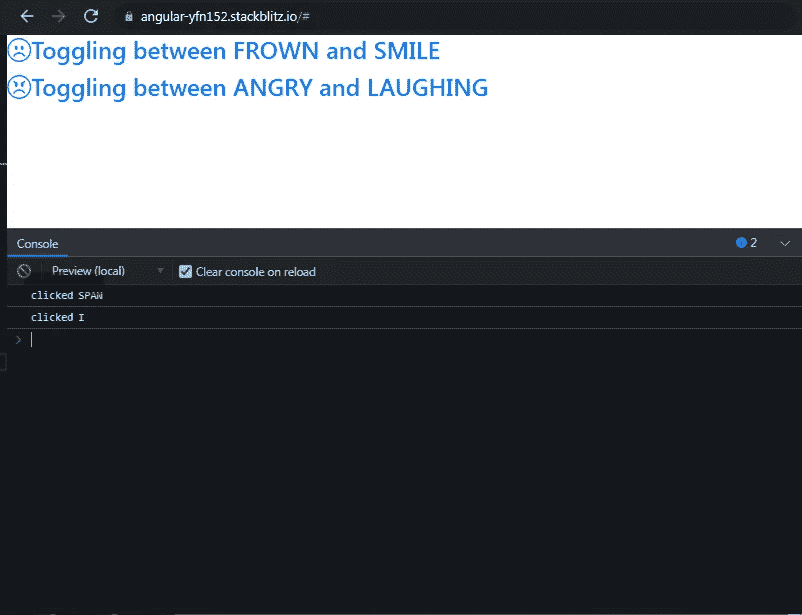 angular-yfn152.stackblitz.io/#
Toggling between FROWN and SMILE
Toggling between ANGRY and LAUGHING
Console
2
Preview (local)
Clear console on reload
clicked SPAN
clicked I